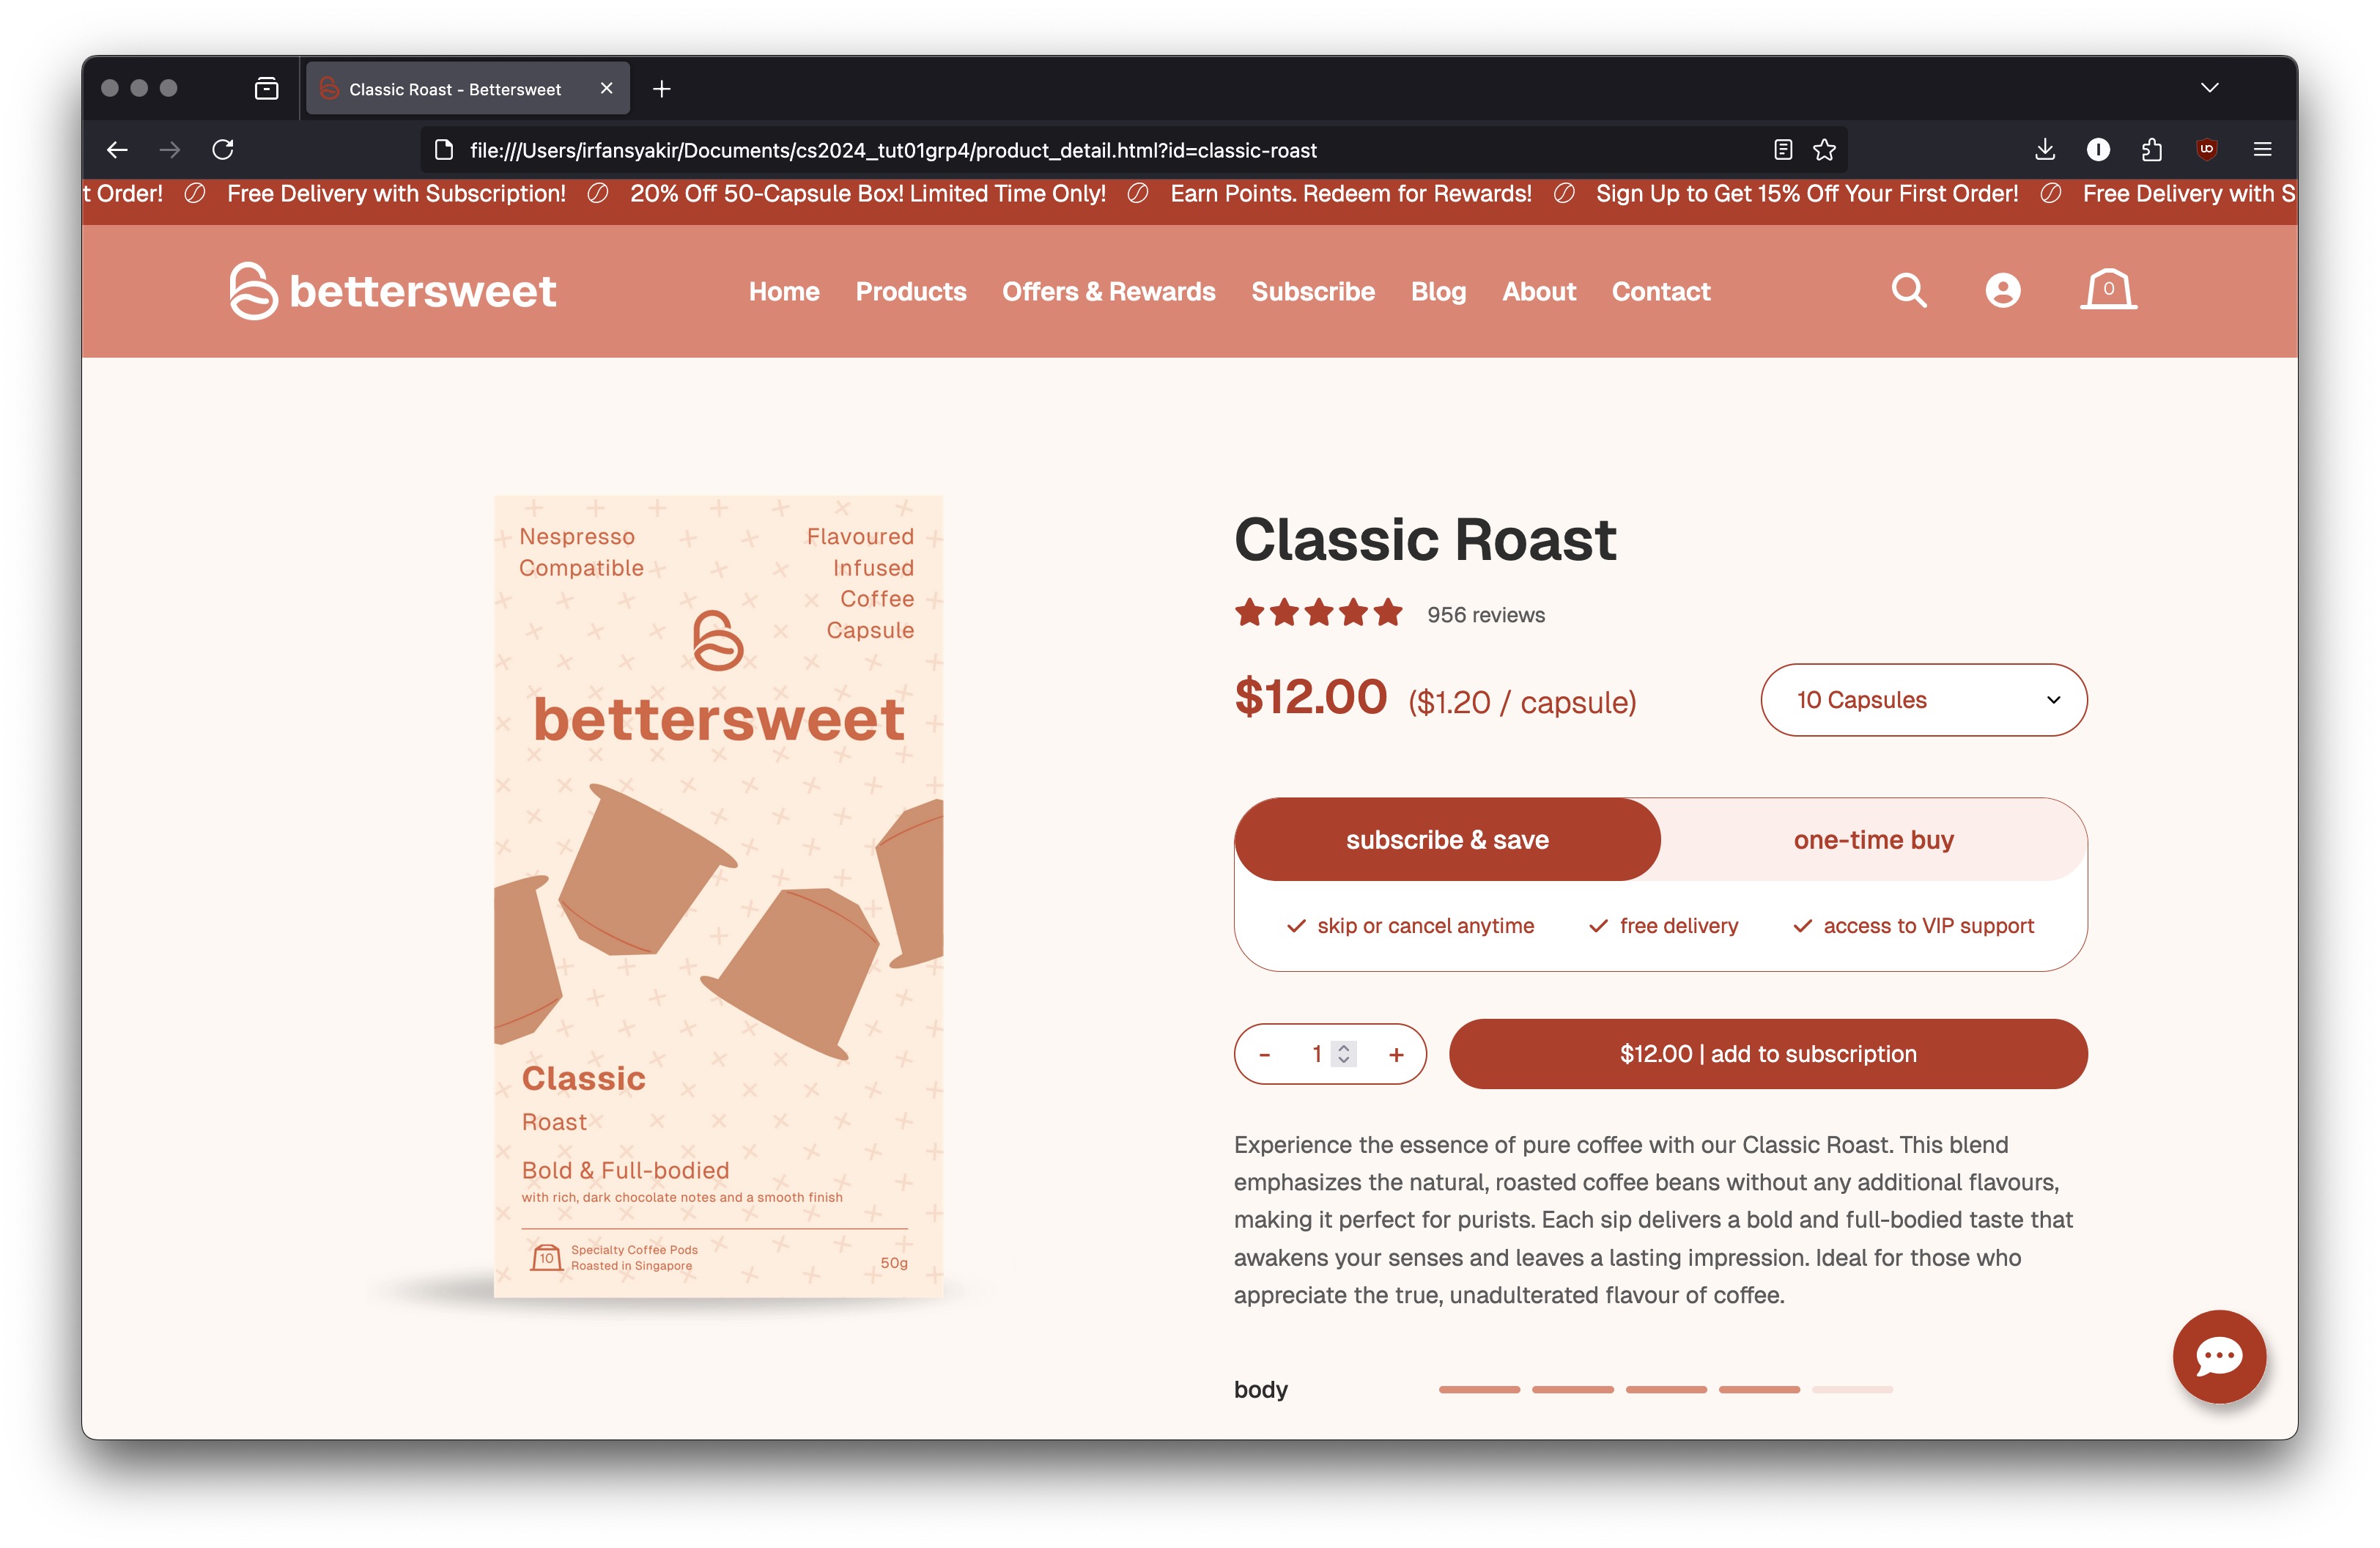 Classic Roast - Bettersweet
file:///Users/irfansyakir/Documents/cs2024_tut01grp4/product_detail.html?id=classic-roast
t Order! Free Delivery with Subscription! 20% Off 50-Capsule Box! Limited Time Only! Earn Points. Redeem for Rewards! Sign Up to Get 15% Off Your First Order! Free Delivery with S
bettersweet
Home Products Offers & Rewards Subscribe Blog About Contact
0
Nespresso
Compatible
Flavoured
Infused
Coffee
Capsule
bettersweet
Classic
Roast
Bold & Full-bodied
with rich, dark chocolate notes and a smooth finish
10
Specialty Coffee Pods
Roasted in Singapore
50g
Classic Roast
956 reviews
$12.00 ($1.20 / capsule)
10 Capsules
subscribe & save
one-time buy
skip or cancel anytime
free delivery
access to VIP support
- 1 +
$12.00 | add to subscription
Experience the essence of pure coffee with our Classic Roast. This blend
emphasizes the natural, roasted coffee beans without any additional flavours,
making it perfect for purists. Each sip delivers a bold and full-bodied taste that
awakens your senses and leaves a lasting impression. Ideal for those who
appreciate the true, unadulterated flavour of coffee.
body